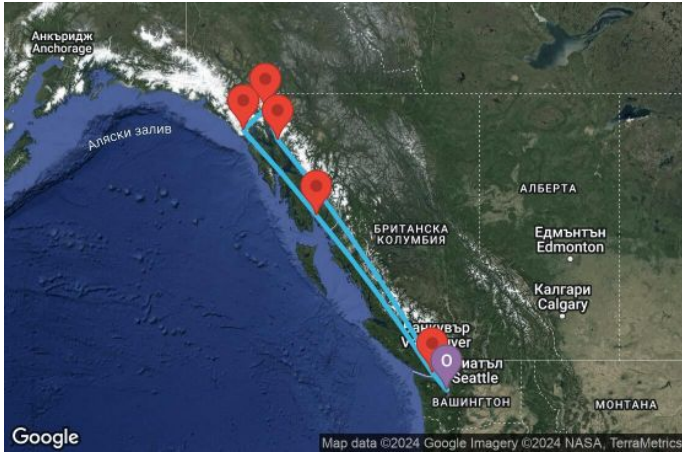 Анкъридж
Anchorage
Аляски залив
АЛБЕРТА
БРИТАНСКА
КОЛУМБИЯ
Едмънтън
Edmonton
Калгари
Calgary
O
Seattle
ВАШИНГТОН
МОНТАНА
Google
Map data ©2024 Google Imagery ©2024 NASA, TerraMetrics